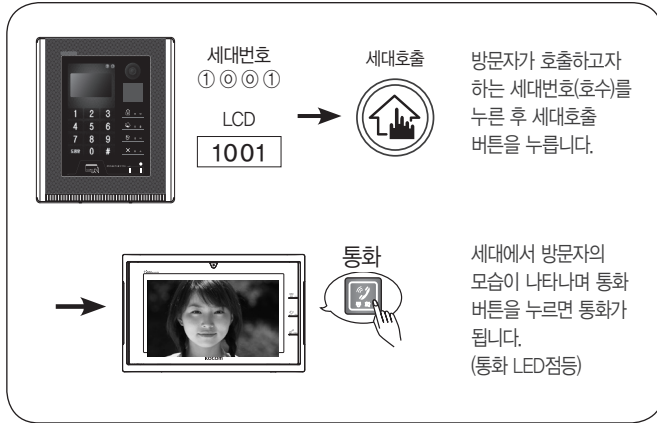 세대번호
① ⓪ ⓪ ①
LCD
1001
1 2 3
4 5 6
7 8 9
0 #
세대호출
방문자가 호출하고자
하는 세대번호(호수)를
누른 후 세대호출
버튼을 누릅니다.
KOCOM
통화
세대에서 방문자의
모습이 나타나며 통화
버튼을 누르면 통화가
됩니다.
(통화 LED점등)